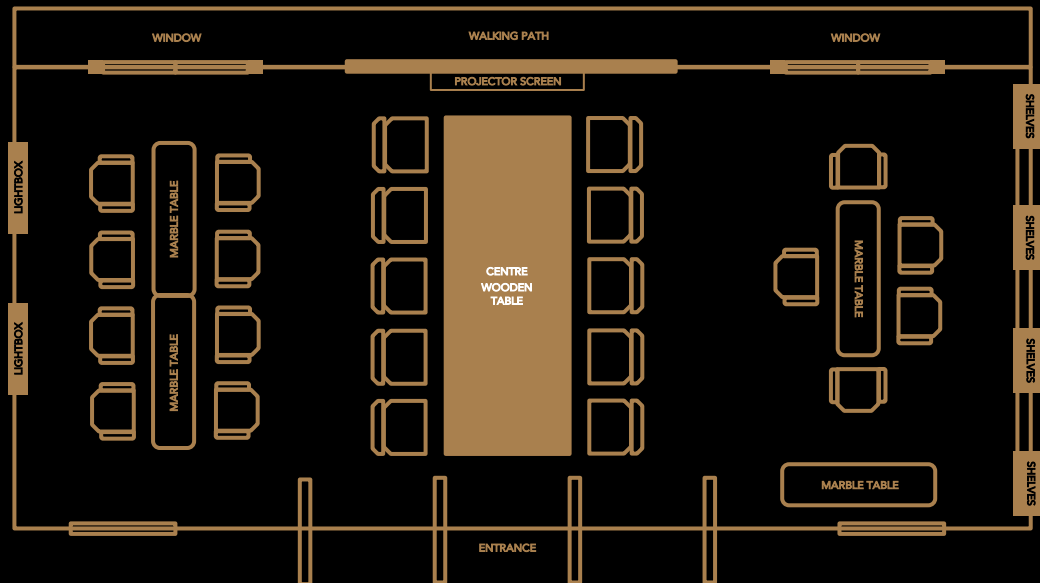 WINDOW
WALKING PATH
WINDOW
PROJECTOR SCREEN
SHELVES
LIGHTBOX
MARBLE TABLE
SHELVES
CENTRE
WOODEN
TABLE
MARBLE TABLE
LIGHTBOX
MARBLE TABLE
SHELVES
SHELVES
MARBLE TABLE
ENTRANCE